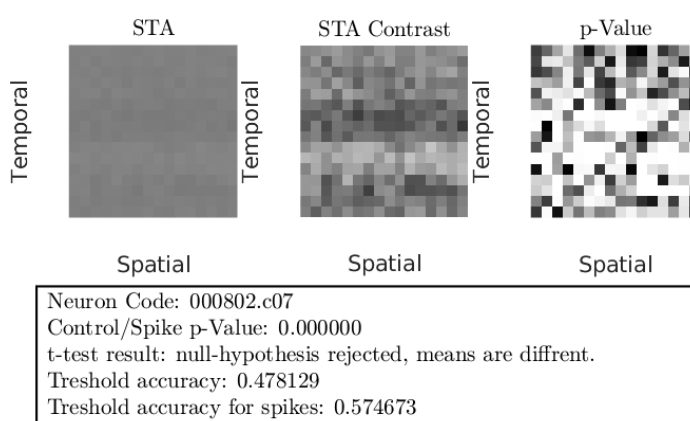 STA
STA Contrast
p-Value
Temporal
Temporal
Temporal
Spatial
Spatial
Spatial
Neuron Code: 000802.c07
Control/Spike p-Value: 0.000000
t-test result: null-hypothesis rejected, means are diffrent.
Treshold accuracy: 0.478129
Treshold accuracy for spikes: 0.574673